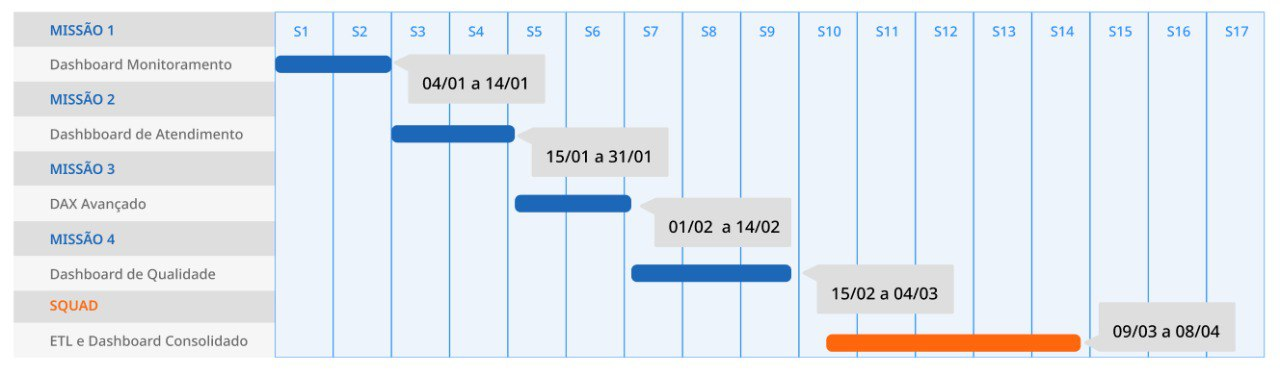 MISSÃO 1 S1 S2 S3 S4 S5 S6 S7 S8 S9 S10 S11 S12 S13 S14 S15 S16 S17
Dashboard Monitoramento
04/01 a 14/01
MISSÃO 2
Dashbboard de Atendimento
15/01 a 31/01
MISSÃO 3
DAX Avançado
01/02 a 14/02
MISSÃO 4
Dashboard de Qualidade
15/02 a 04/03
SQUAD
ETL e Dashboard Consolidado
09/03 a 08/04